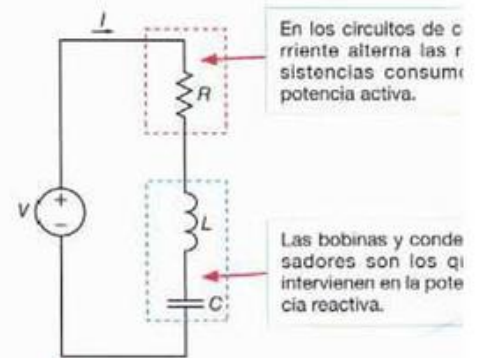 I
En los circuitos de c
rriente alterna las r
sistencias consum
potencia activa.
R
V
+
−
L
Las bobinas y conde
sadores son los q
intervienen en la pote
cia reactiva.
C